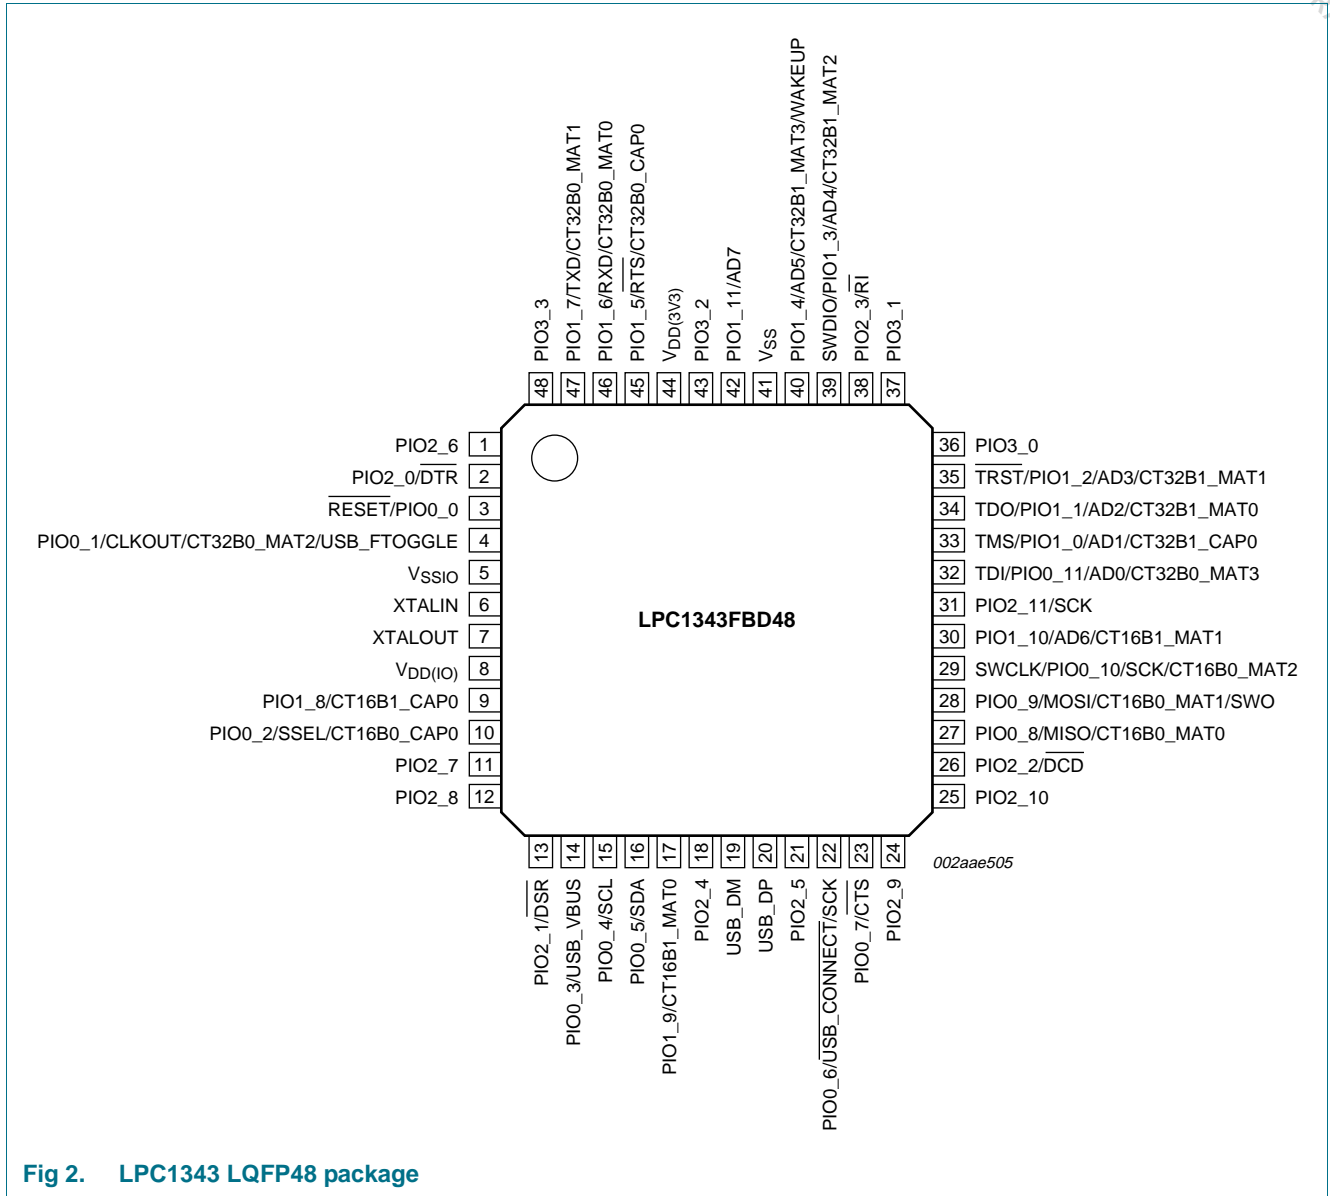 PIO3_3
PIO1_7/TXD/CT32B0_MAT1
PIO1_6/RXD/CT32B0_MAT0
PIO1_5/RTS/CT32B0_CAP0
VDD(3V3)
PIO3_2
PIO1_11/AD7
VSS
PIO1_4/AD5/CT32B1_MAT3/WAKEUP
SWDIO/PIO1_3/AD4/CT32B1_MAT2
PIO2_3/RI
PIO3_1
48 47 46 45 44 43 42 41 40 39 38 37
PIO2_6 1
PIO2_0/DTR 2
RESET/PIO0_0 3
PIO0_1/CLKOUT/CT32B0_MAT2/USB_FTOGGLE 4
VSSIO 5
XTALIN 6
XTALOUT 7
VDD(IO) 8
PIO1_8/CT16B1_CAP0 9
PIO0_2/SSEL/CT16B0_CAP0 10
PIO2_7 11
PIO2_8 12
LPC1343FBD48
36 PIO3_0
35 TRST/PIO1_2/AD3/CT32B1_MAT1
34 TDO/PIO1_1/AD2/CT32B1_MAT0
33 TMS/PIO1_0/AD1/CT32B1_CAP0
32 TDI/PIO0_11/AD0/CT32B0_MAT3
31 PIO2_11/SCK
30 PIO1_10/AD6/CT16B1_MAT1
29 SWCLK/PIO0_10/SCK/CT16B0_MAT2
28 PIO0_9/MOSI/CT16B0_MAT1/SWO
27 PIO0_8/MISO/CT16B0_MAT0
26 PIO2_2/DCD
25 PIO2_10
13 14 15 16 17 18 19 20 21 22 23 24
PIO2_1/DSR
PIO0_3/USB_VBUS
PIO0_4/SCL
PIO0_5/SDA
PIO1_9/CT16B1_MAT0
PIO2_4
USB_DM
USB_DP
PIO2_5
PIO0_6/USB_CONNECT/SCK
PIO0_7/CTS
PIO2_9
002aae505
Fig 2. LPC1343 LQFP48 package